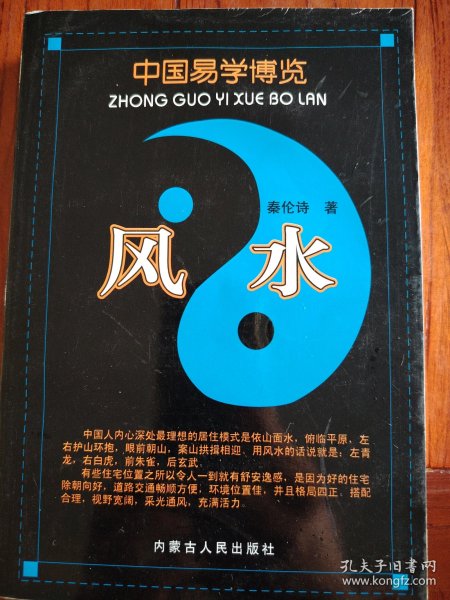 中国易学博览
ZHONG GUO YI XUE BO LAN
秦伦诗 著
风水
中国人内心深处最理想的居住模式是依山面水，俯临平原，左
右护山环抱，眼前朝山，案山拱揖相迎，用风水的话说就是：左青
龙，右白虎，前朱雀，后玄武。
有些住宅位置之所以令人一到就有舒安逸感，是因为好的住宅
除朝向好，道路交通畅顺方便，环境位置佳，并且格局四正，搭配
合理，视野宽阔，采光通风，充满活力。
内蒙古人民出版社
孔夫子旧书网
www.kongfz.com